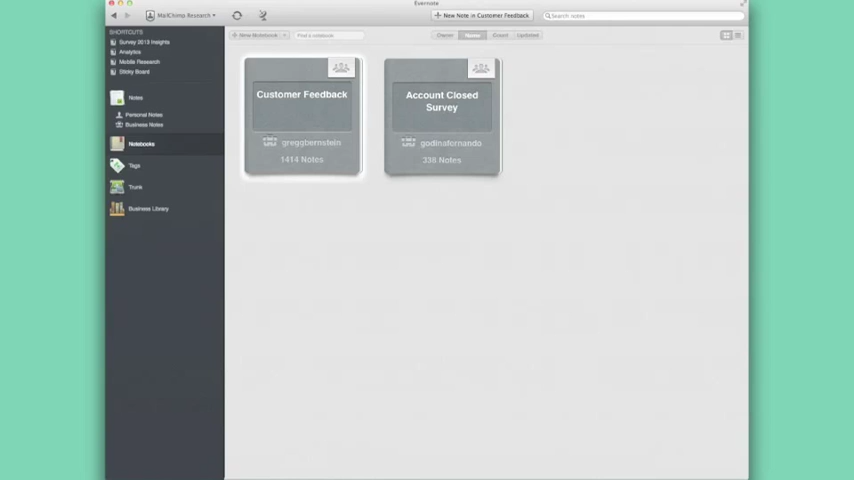 Evernote
MailChimp.Research
New Note in Customer Feedback
Search notes
SHORTCUTS
Survey 2013 Insights
Analytics
Mobile Research
Sticky Board
+ New Notebook
Find a notebook
Owner
Name
Count
Updated
Notes
Personal Notes
Business Notes
Notebooks
Tags
Trunk
Business Library
Customer Feedback
greggbernstein
1414 Notes
Account Closed
Survey
godinafernando
338 Notes